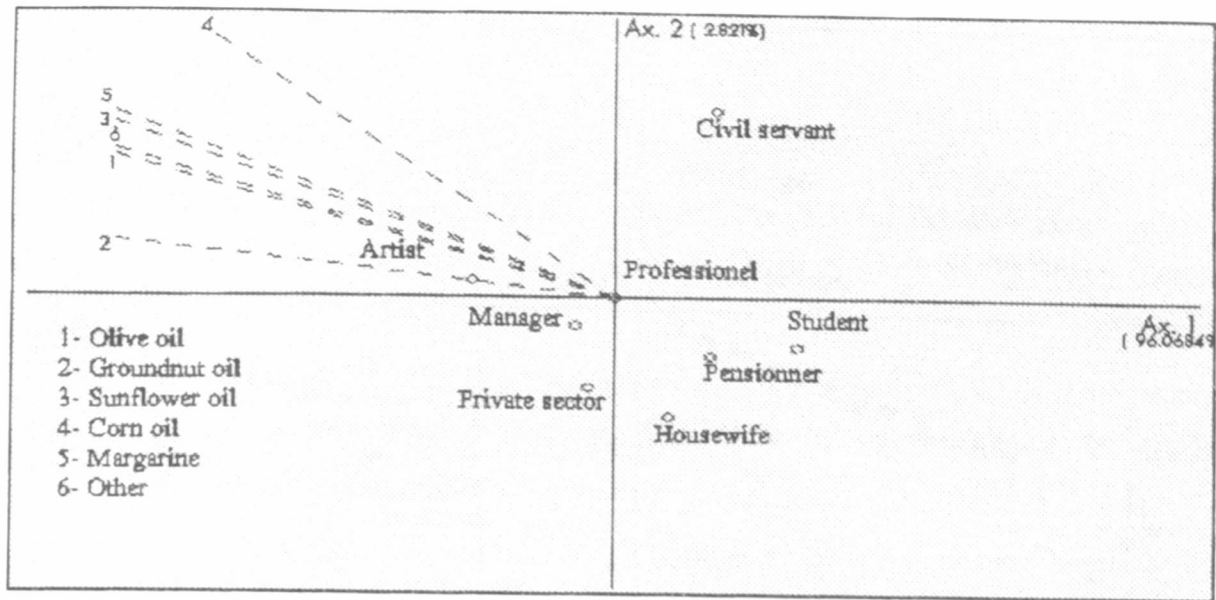 4
Ax. 2 ( 2.821%)
5
3
6
1
2
Civil servant
Artist
Professionel
Manager
Student
Ax. 1
Pensionner
Private sector
Housewife
1- Olive oil
2- Groundnut oil
3- Sunflower oil
4- Corn oil
5- Margarine
6- Other